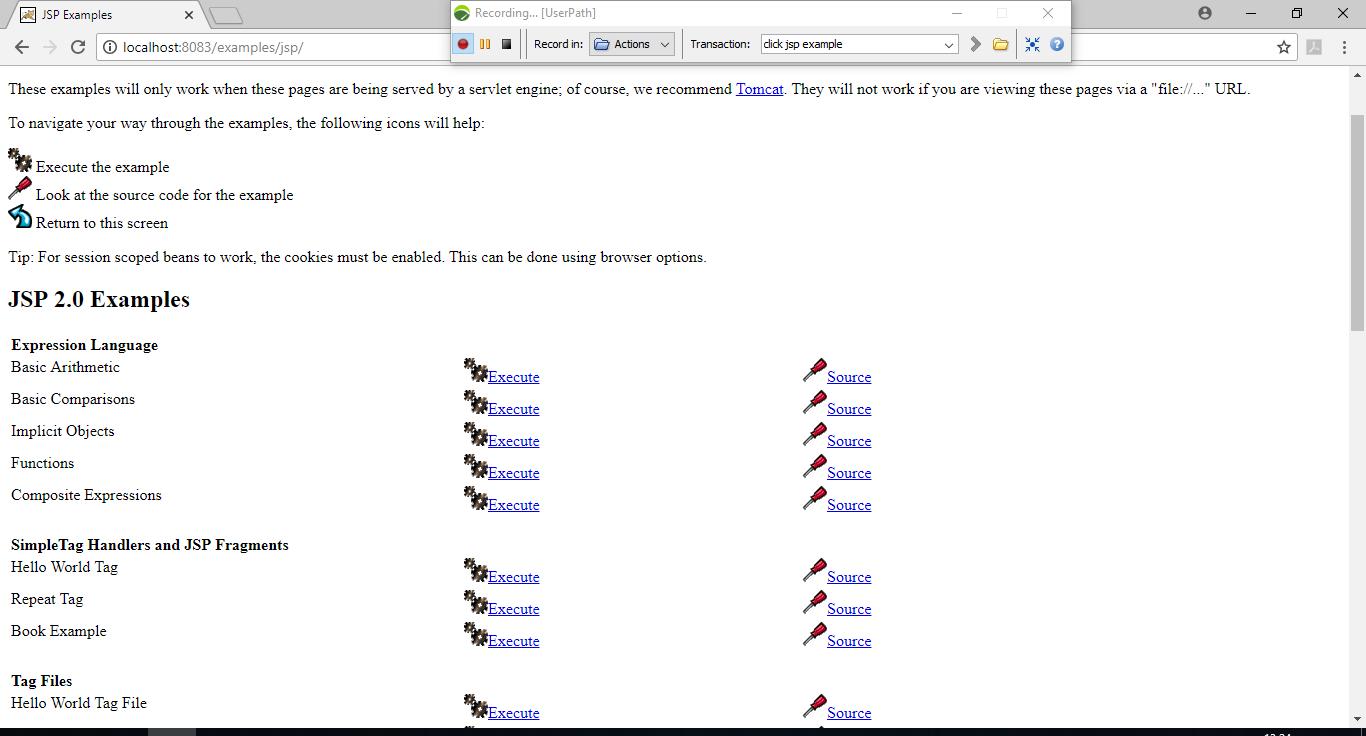 JSP Examples
Recording... [UserPath]
localhost:8083/examples/jsp/
Record in: Actions Transaction: click jsp example
These examples will only work when these pages are being served by a servlet engine; of course, we recommend Tomcat. They will not work if you are viewing these pages via a "file://..." URL.
To navigate your way through the examples, the following icons will help:
Execute the example
Look at the source code for the example
Return to this screen
Tip: For session scoped beans to work, the cookies must be enabled. This can be done using browser options.
JSP 2.0 Examples
Expression Language
Basic Arithmetic Execute Source
Basic Comparisons Execute Source
Implicit Objects Execute Source
Functions Execute Source
Composite Expressions Execute Source
SimpleTag Handlers and JSP Fragments
Hello World Tag Execute Source
Repeat Tag Execute Source
Book Example Execute Source
Tag Files
Hello World Tag File Execute Source